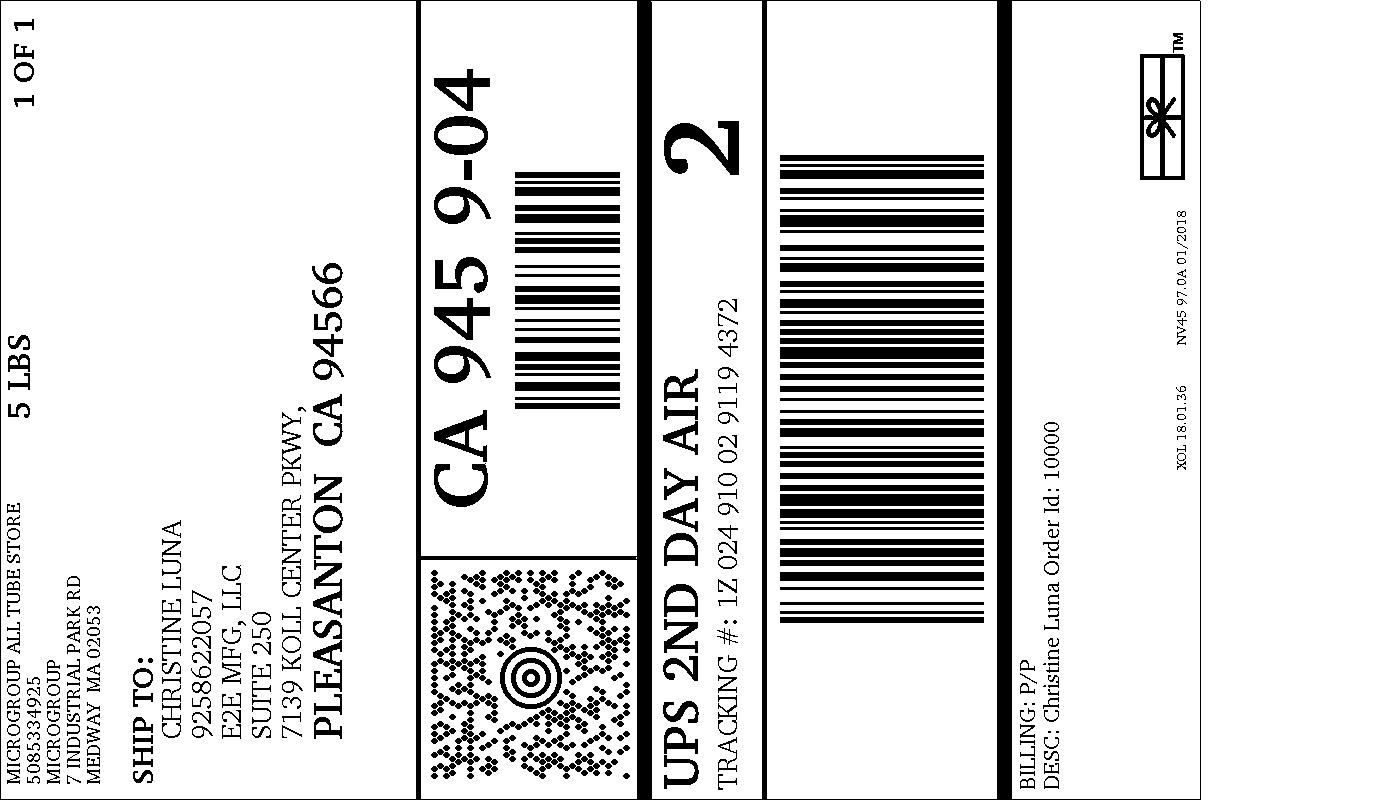 MICROGROUP ALL TUBE STORE
5085334925
MICROGROUP
7 INDUSTRIAL PARK RD
MEDWAY MA 02053
5 LBS
1 OF 1
SHIP TO:
CHRISTINE LUNA
9258622057
E2E MFG, LLC
SUITE 250
7139 KOLL CENTER PKWY,
PLEASANTON CA 94566
CA 945 9-04
UPS 2ND DAY AIR
2
TRACKING #: 1Z 024 910 02 9119 4372
BILLING: P/P
DESC: Christine Luna Order Id: 10000
XOL 18.01.36 NV45 97.0A 01/2018
TM